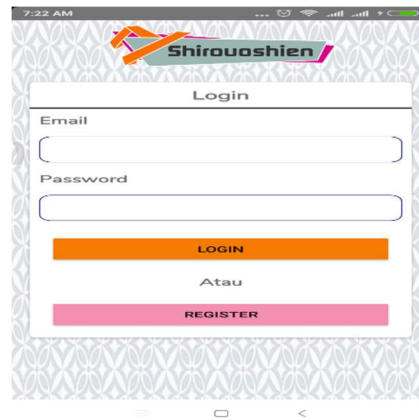 7:22 AM
Shirouoshien
Login
Email
Password
LOGIN
Atau
REGISTER